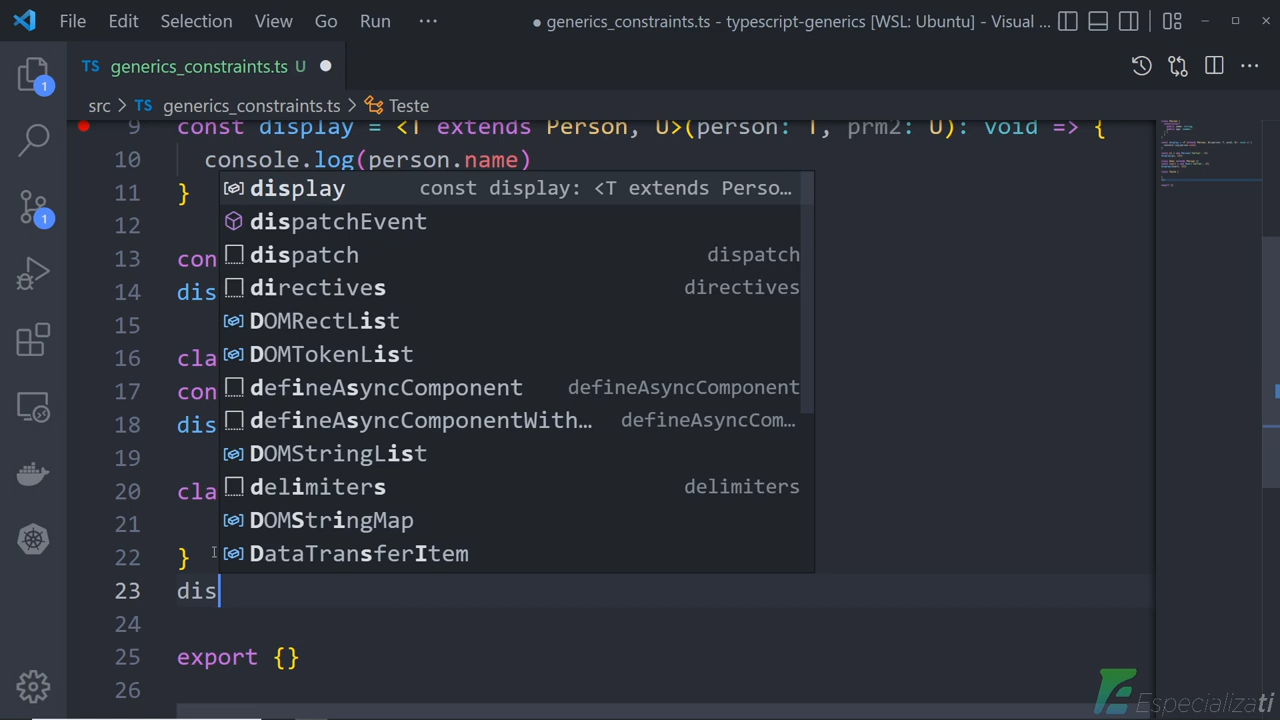 File Edit Selection View Go Run ··· ● generics_constraints.ts - typescript-generics [WSL: Ubuntu] - Visual ...
TS generics_constraints.ts U ●
src > TS generics_constraints.ts > Teste
1
1
9 const display = <T extends Person, U>(person: T, prm2: U): void => {
10 console.log(person.name)
11 }
display const display: <T extends Perso…
12
dispatchEvent
13 con
dispatch dispatch
14 dis
directives directives
15
DOMRectList
16 cla
DOMTokenList
17 con
defineAsyncComponent defineAsyncComponent
18 dis
defineAsyncComponentWith… defineAsyncCom…
19
DOMStringList
20 cla
delimiters delimiters
21
DOMStringMap
22 }
DataTransferItem
23 dis
24
25 export {}
26
Especializati